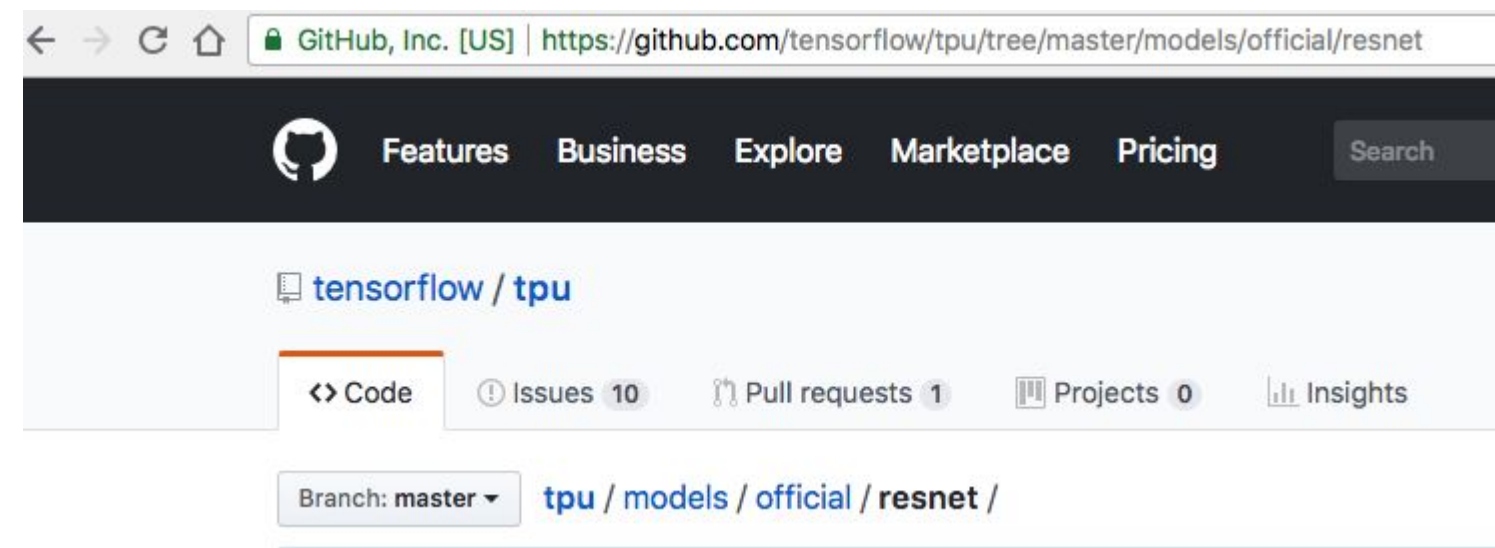 GitHub, Inc. [US] | https://github.com/tensorflow/tpu/tree/master/models/official/resnet
Features Business Explore Marketplace Pricing Search
tensorflow / tpu
<> Code Issues 10 Pull requests 1 Projects 0 Insights
Branch: master tpu / models / official / resnet /